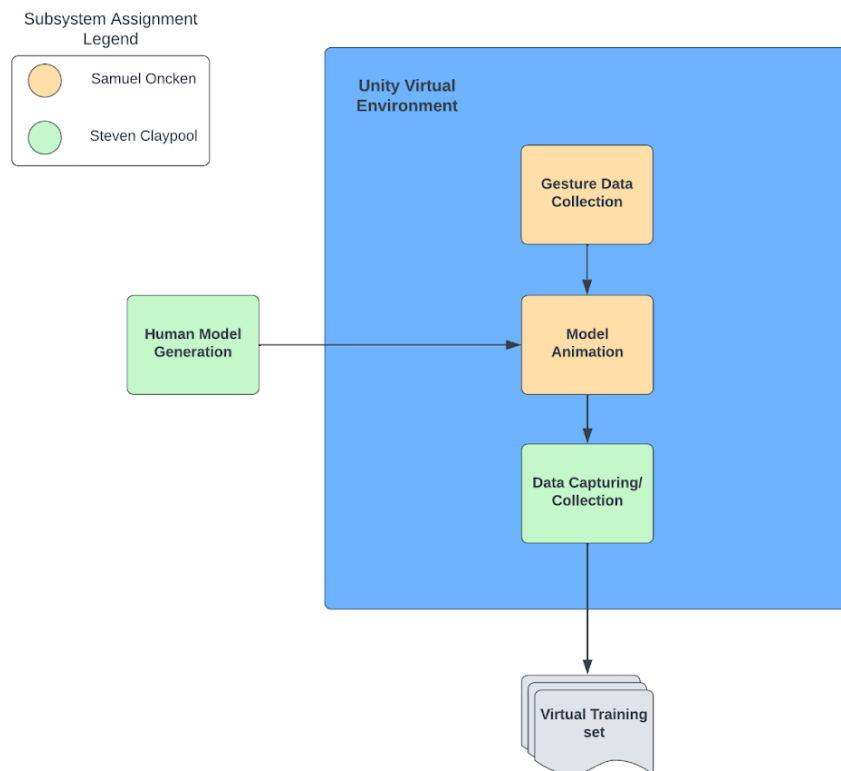 Subsystem Assignment
Legend
Samuel Oncken
Steven Claypool
Unity Virtual
Environment
Gesture Data
Collection
Human Model
Generation
Model
Animation
Data Capturing/
Collection
Virtual Training
set